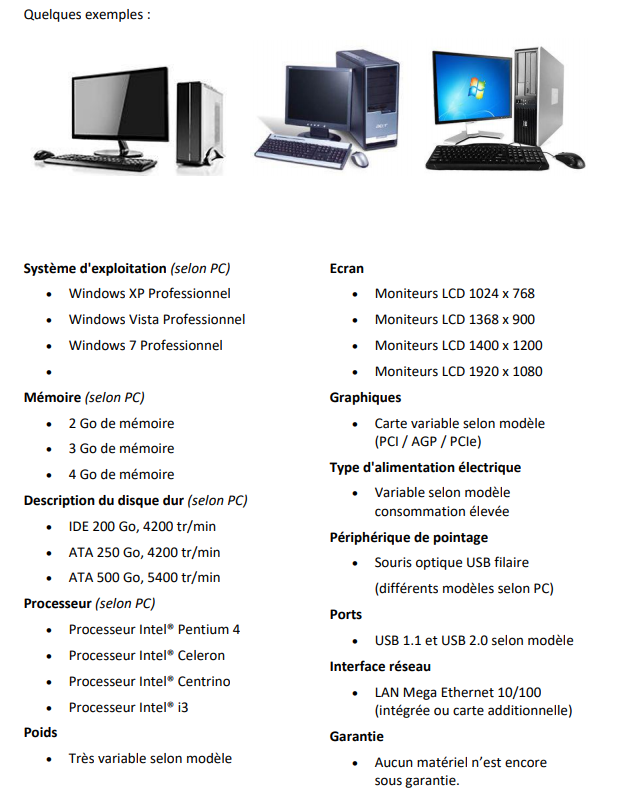 Quelques exemples :
Système d'exploitation (selon PC)
• Windows XP Professionnel
• Windows Vista Professionnel
• Windows 7 Professionnel
•
Mémoire (selon PC)
• 2 Go de mémoire
• 3 Go de mémoire
• 4 Go de mémoire
Description du disque dur (selon PC)
• IDE 200 Go, 4200 tr/min
• ATA 250 Go, 4200 tr/min
• ATA 500 Go, 5400 tr/min
Processeur (selon PC)
• Processeur Intel® Pentium 4
• Processeur Intel® Celeron
• Processeur Intel® Centrino
• Processeur Intel® i3
Poids
• Très variable selon modèle
Ecran
• Moniteurs LCD 1024 x 768
• Moniteurs LCD 1368 x 900
• Moniteurs LCD 1400 x 1200
• Moniteurs LCD 1920 x 1080
Graphiques
• Carte variable selon modèle
(PCI / AGP / PCIe)
Type d'alimentation électrique
• Variable selon modèle
consommation élevée
Périphérique de pointage
• Souris optique USB filaire
(différents modèles selon PC)
Ports
• USB 1.1 et USB 2.0 selon modèle
Interface réseau
• LAN Mega Ethernet 10/100
(intégrée ou carte additionnelle)
Garantie
• Aucun matériel n’est encore
sous garantie.